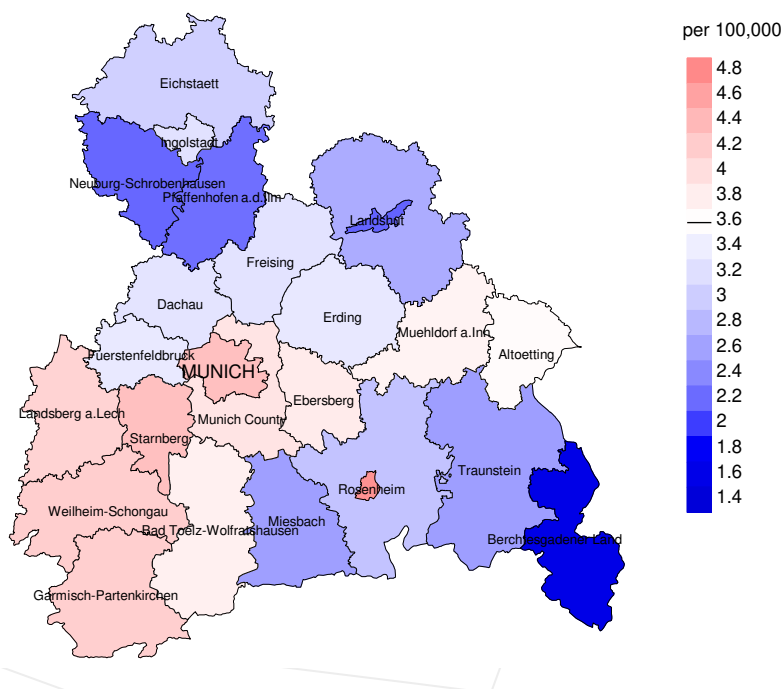 per 100,000
4.8
4.6
4.4
4.2
4
3.8
3.6
3.4
3.2
3
2.8
2.6
2.4
2.2
2
1.8
1.6
1.4
Eichstaett
Ingolstadt
Neuburg-Schrobenhausen
Pfaffenhofen a.d.Ilm
Landshut
Freising
Dachau
Erding
Muehldorf a.Inn
Altoetting
Fuerstenfeldbruck
MUNICH
Ebersberg
Landsberg a.Lech
Munich County
Starnberg
Traunstein
Rosenheim
Weilheim-Schongau
Miesbach
Bad Toelz-Wolfratshausen
Berchtesgadener Land
Garmisch-Partenkirchen